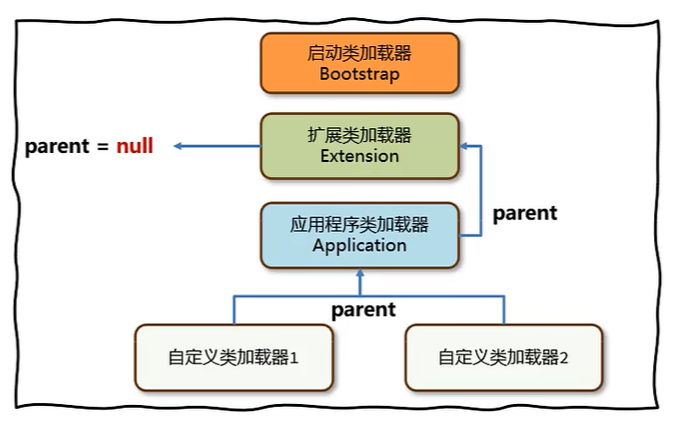 启动类加载器
Bootstrap
parent = null
扩展类加载器
Extension
parent
应用程序类加载器
Application
parent
自定义类加载器1
自定义类加载器2